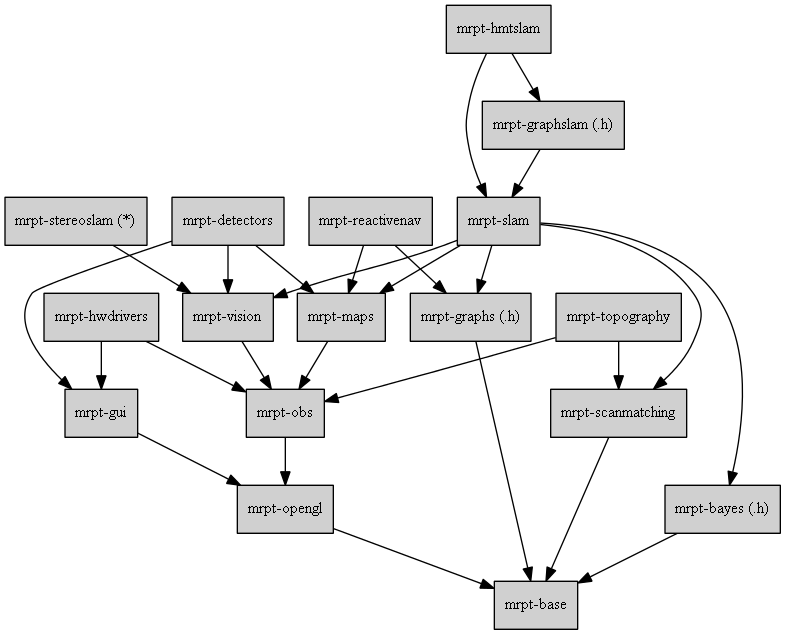 mrpt-hmtslam
mrpt-graphslam (.h)
mrpt-stereoslam (*)
mrpt-detectors
mrpt-reactivenav
mrpt-slam
mrpt-hwdrivers
mrpt-vision
mrpt-maps
mrpt-graphs (.h)
mrpt-topography
mrpt-gui
mrpt-obs
mrpt-scanmatching
mrpt-opengl
mrpt-bayes (.h)
mrpt-base